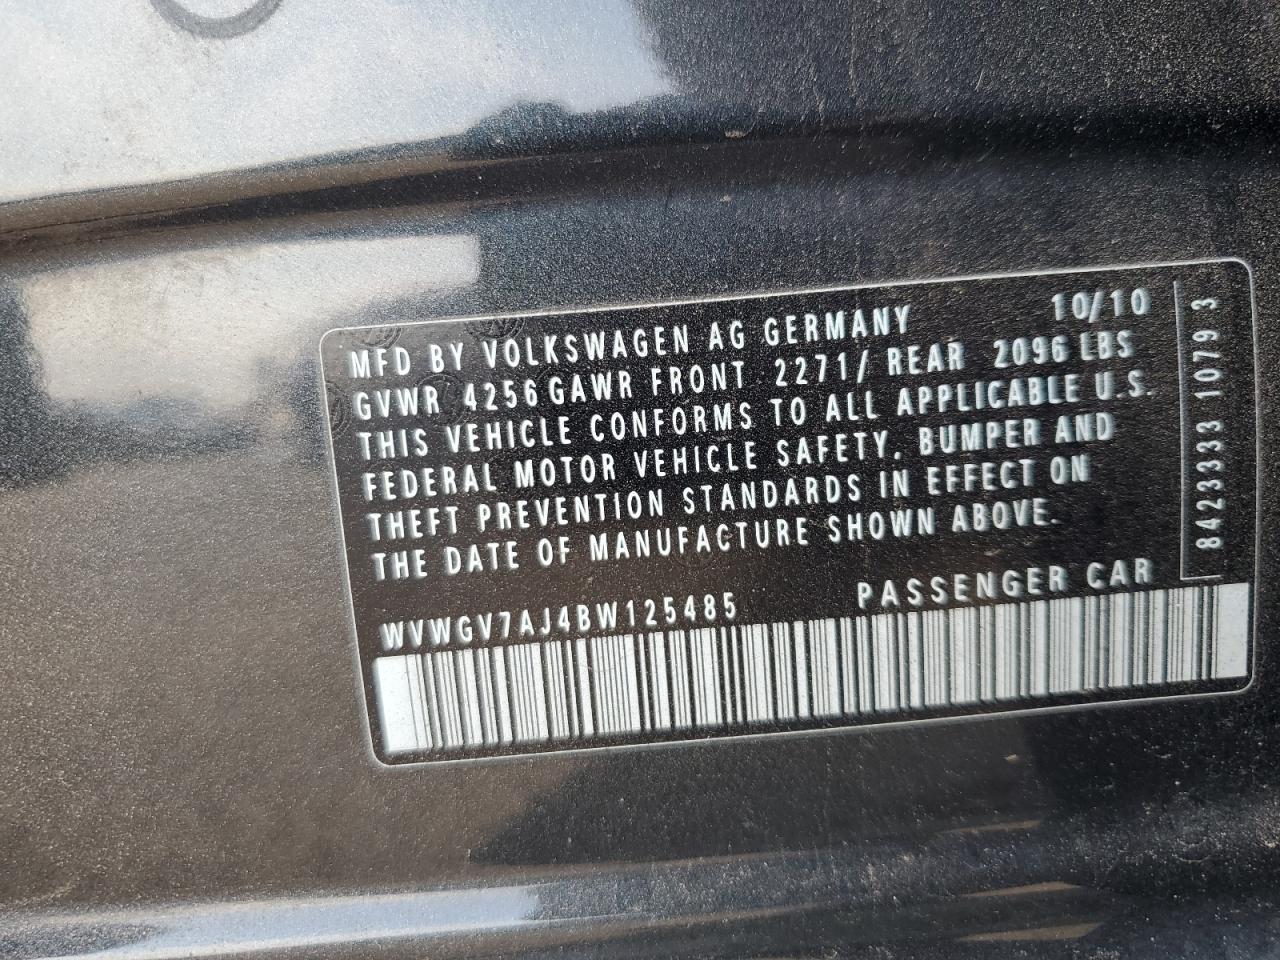 MFD BY VOLKSWAGEN AG GERMANY 10/10
GVWR 4256 GAWR FRONT 2271/ REAR 2096 LBS
THIS VEHICLE CONFORMS TO ALL APPLICABLE U.S.
FEDERAL MOTOR VEHICLE SAFETY, BUMPER AND
THEFT PREVENTION STANDARDS IN EFFECT ON
THE DATE OF MANUFACTURE SHOWN ABOVE.
WVWGV7AJ4BW125485 PASSENGER CAR
8423333 1079 3